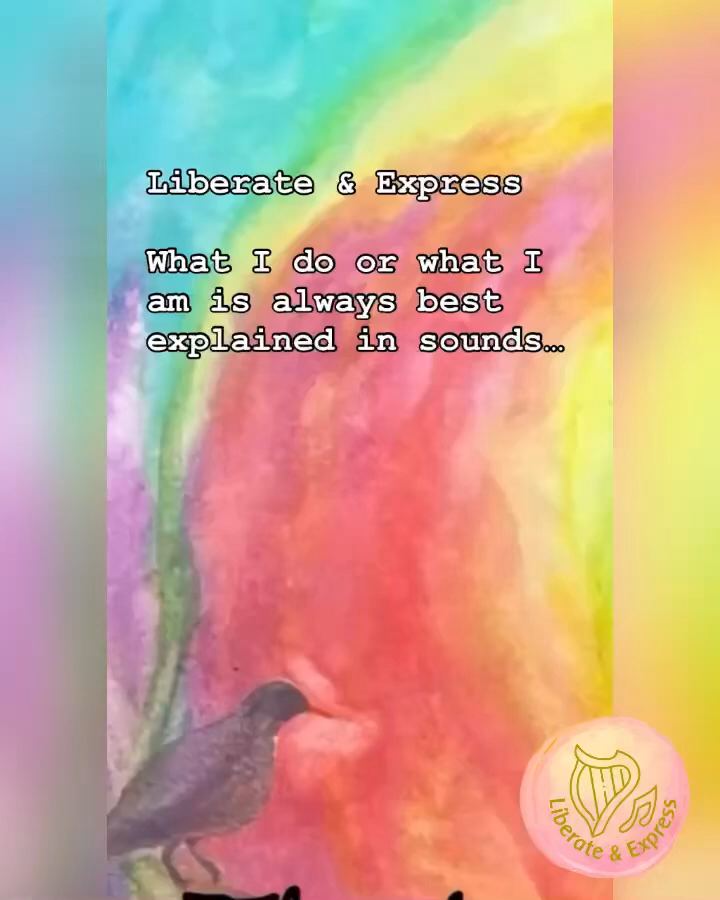 Liberate & Express
What I do or what I
am is always best
explained in sounds…
Liberate & Express